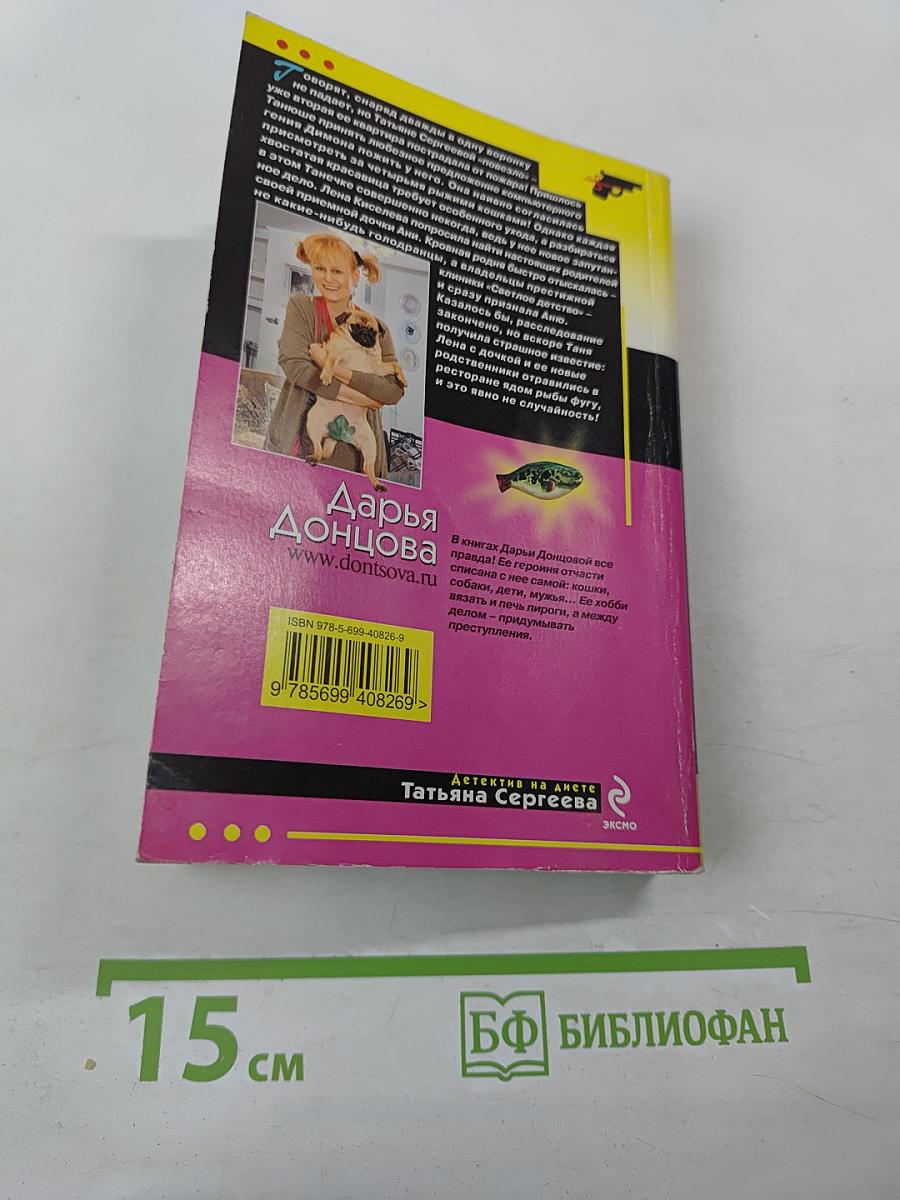 Говорят, снаряд дважды в одну воронку
не падает, но Татьяне Сергеевой «повезло» –
уже вторая ее квартира пострадала от пожара! Пришлось
Танюше принять любезное предложение компьютерного
гения Димона пожить у него. Она наивно согласилась
присмотреть за четырьмя рыжими кошками! Однако каждая
хвостатая красавица требует особенного ухода, а разбираться
в этом Танечке совершенно некогда, ведь у нее новое запутан-
ное дело. Лена Киселева попросила найти настоящих родителей
своей приемной дочки Ани. Кровная родня быстро отыскалась –
не какие-нибудь голодранцы, а владельцы престижной
клиники «Светлое детство» –
и сразу признала Аню.
Казалось бы, расследование
закончено, но вскоре Таня
получила страшное известие:
Лена с дочкой и ее новые
родственники отравились в
ресторане ядом рыбы фугу,
и это явно не случайность!
Дарья
Донцова
www.dontsova.ru
В книгах Дарьи Донцовой все
правда! Ее героиня отчасти
списана с нее самой: кошки,
собаки, дети, мужья... Ее хобби
вязать и печь пироги, а между
делом – придумывать
преступления.
ISBN 978-5-699-40826-9
9 785699 408269 >
Детектив на диете
Татьяна Сергеева
ЭКСМО
15 см
БФ БИБЛИОФАН